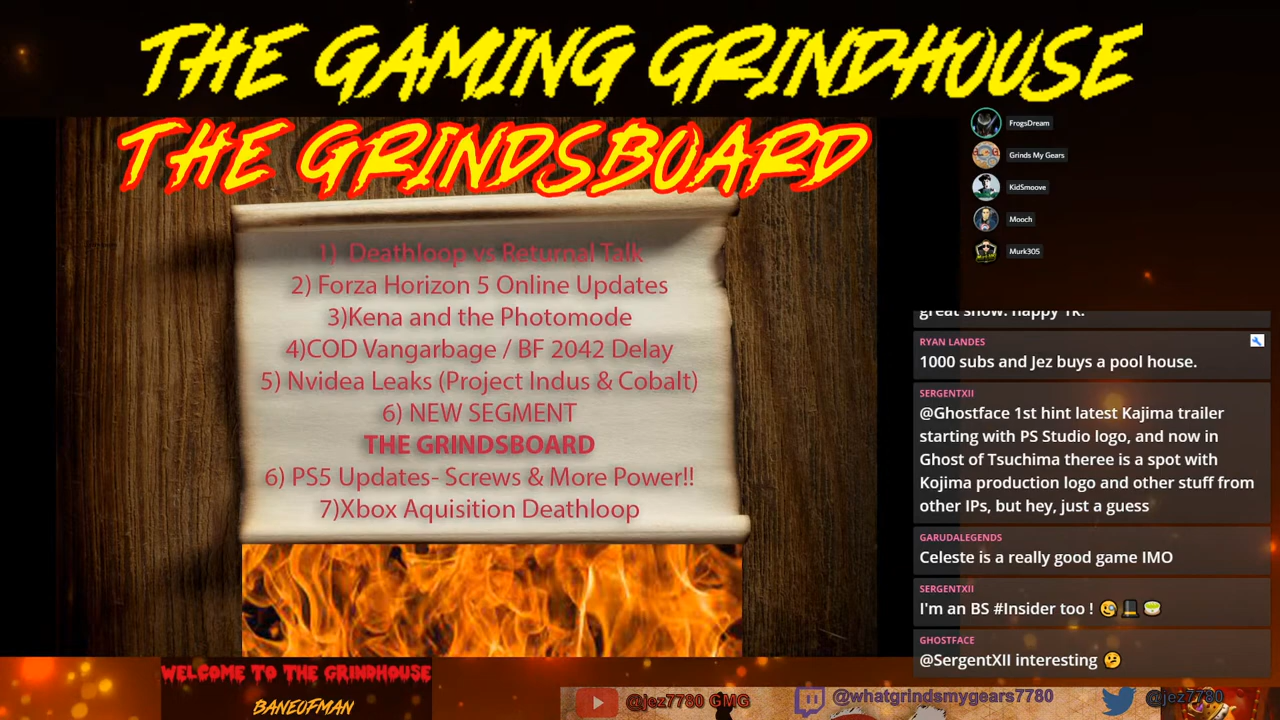 THE GAMING GRINDHOUSE
THE GRINDSBOARD
1) Deathloop vs Returnal Talk
2) Forza Horizon 5 Online Updates
3)Kena and the Photomode
4)COD Vangarbage / BF 2042 Delay
5) Nvidea Leaks (Project Indus & Cobalt)
6) NEW SEGMENT
THE GRINDSBOARD
6) PS5 Updates- Screws & More Power!!
7)Xbox Aquisition Deathloop
FrogsDream
Grinds My Gears
KidSmoove
Mooch
Murk305
great show. happy 1k.
RYAN LANDES
1000 subs and Jez buys a pool house.
SERGENTXII
@Ghostface 1st hint latest Kajima trailer
starting with PS Studio logo, and now in
Ghost of Tsuchima theree is a spot with
Kojima production logo and other stuff from
other IPs, but hey, just a guess
GARUDALEGENDS
Celeste is a really good game IMO
SERGENTXII
I'm an BS #Insider too !
GHOSTFACE
@SergentXII interesting
WELCOME TO THE GRINDHOUSE
BANEOFMAN
@jez7780 GMG
@whatgrindsmygears7780
@jez7780